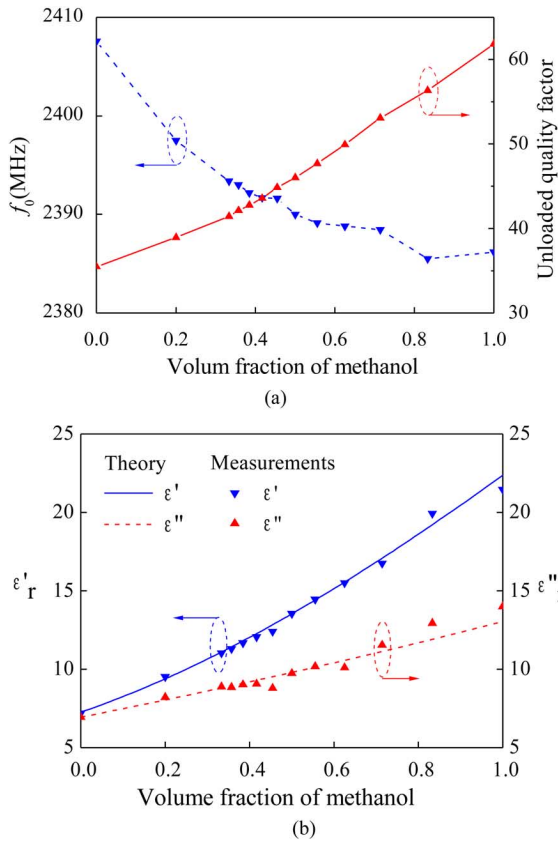 2410
2400
2390
2380
f₀(MHz)
60
50
40
30
Unloaded quality factor
0.0 0.2 0.4 0.6 0.8 1.0
Volum fraction of methanol
(a)
25
20
15
10
5
ε'r
Theory Measurements
ε' ε'
ε" ε"
25
20
15
10
5
ε"
0.0 0.2 0.4 0.6 0.8 1.0
Volume fraction of methanol
(b)